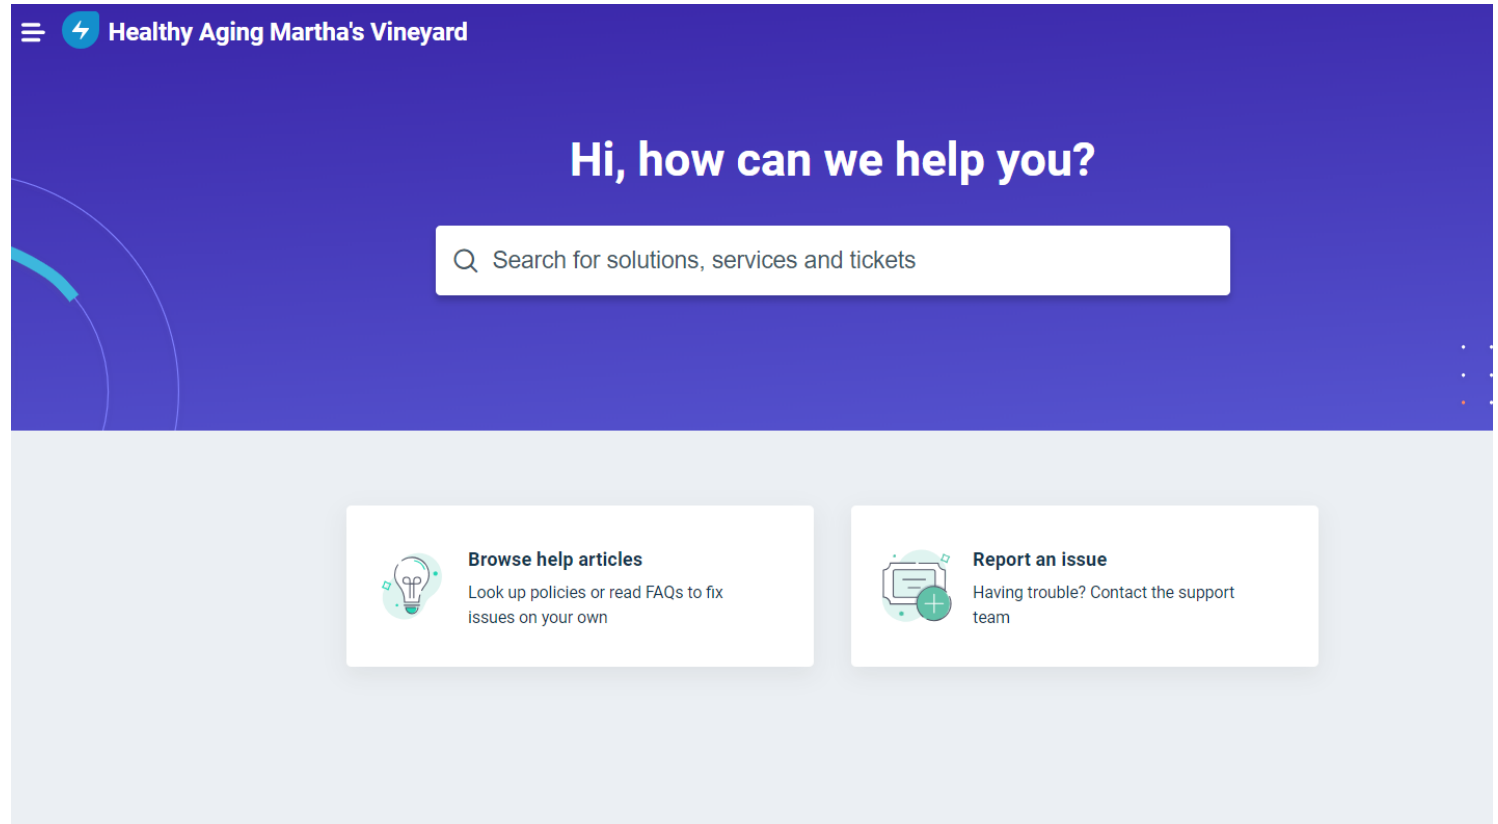 Healthy Aging Martha's Vineyard
Hi, how can we help you?
Search for solutions, services and tickets
Browse help articles
Look up policies or read FAQs to fix
issues on your own
Report an issue
Having trouble? Contact the support
team